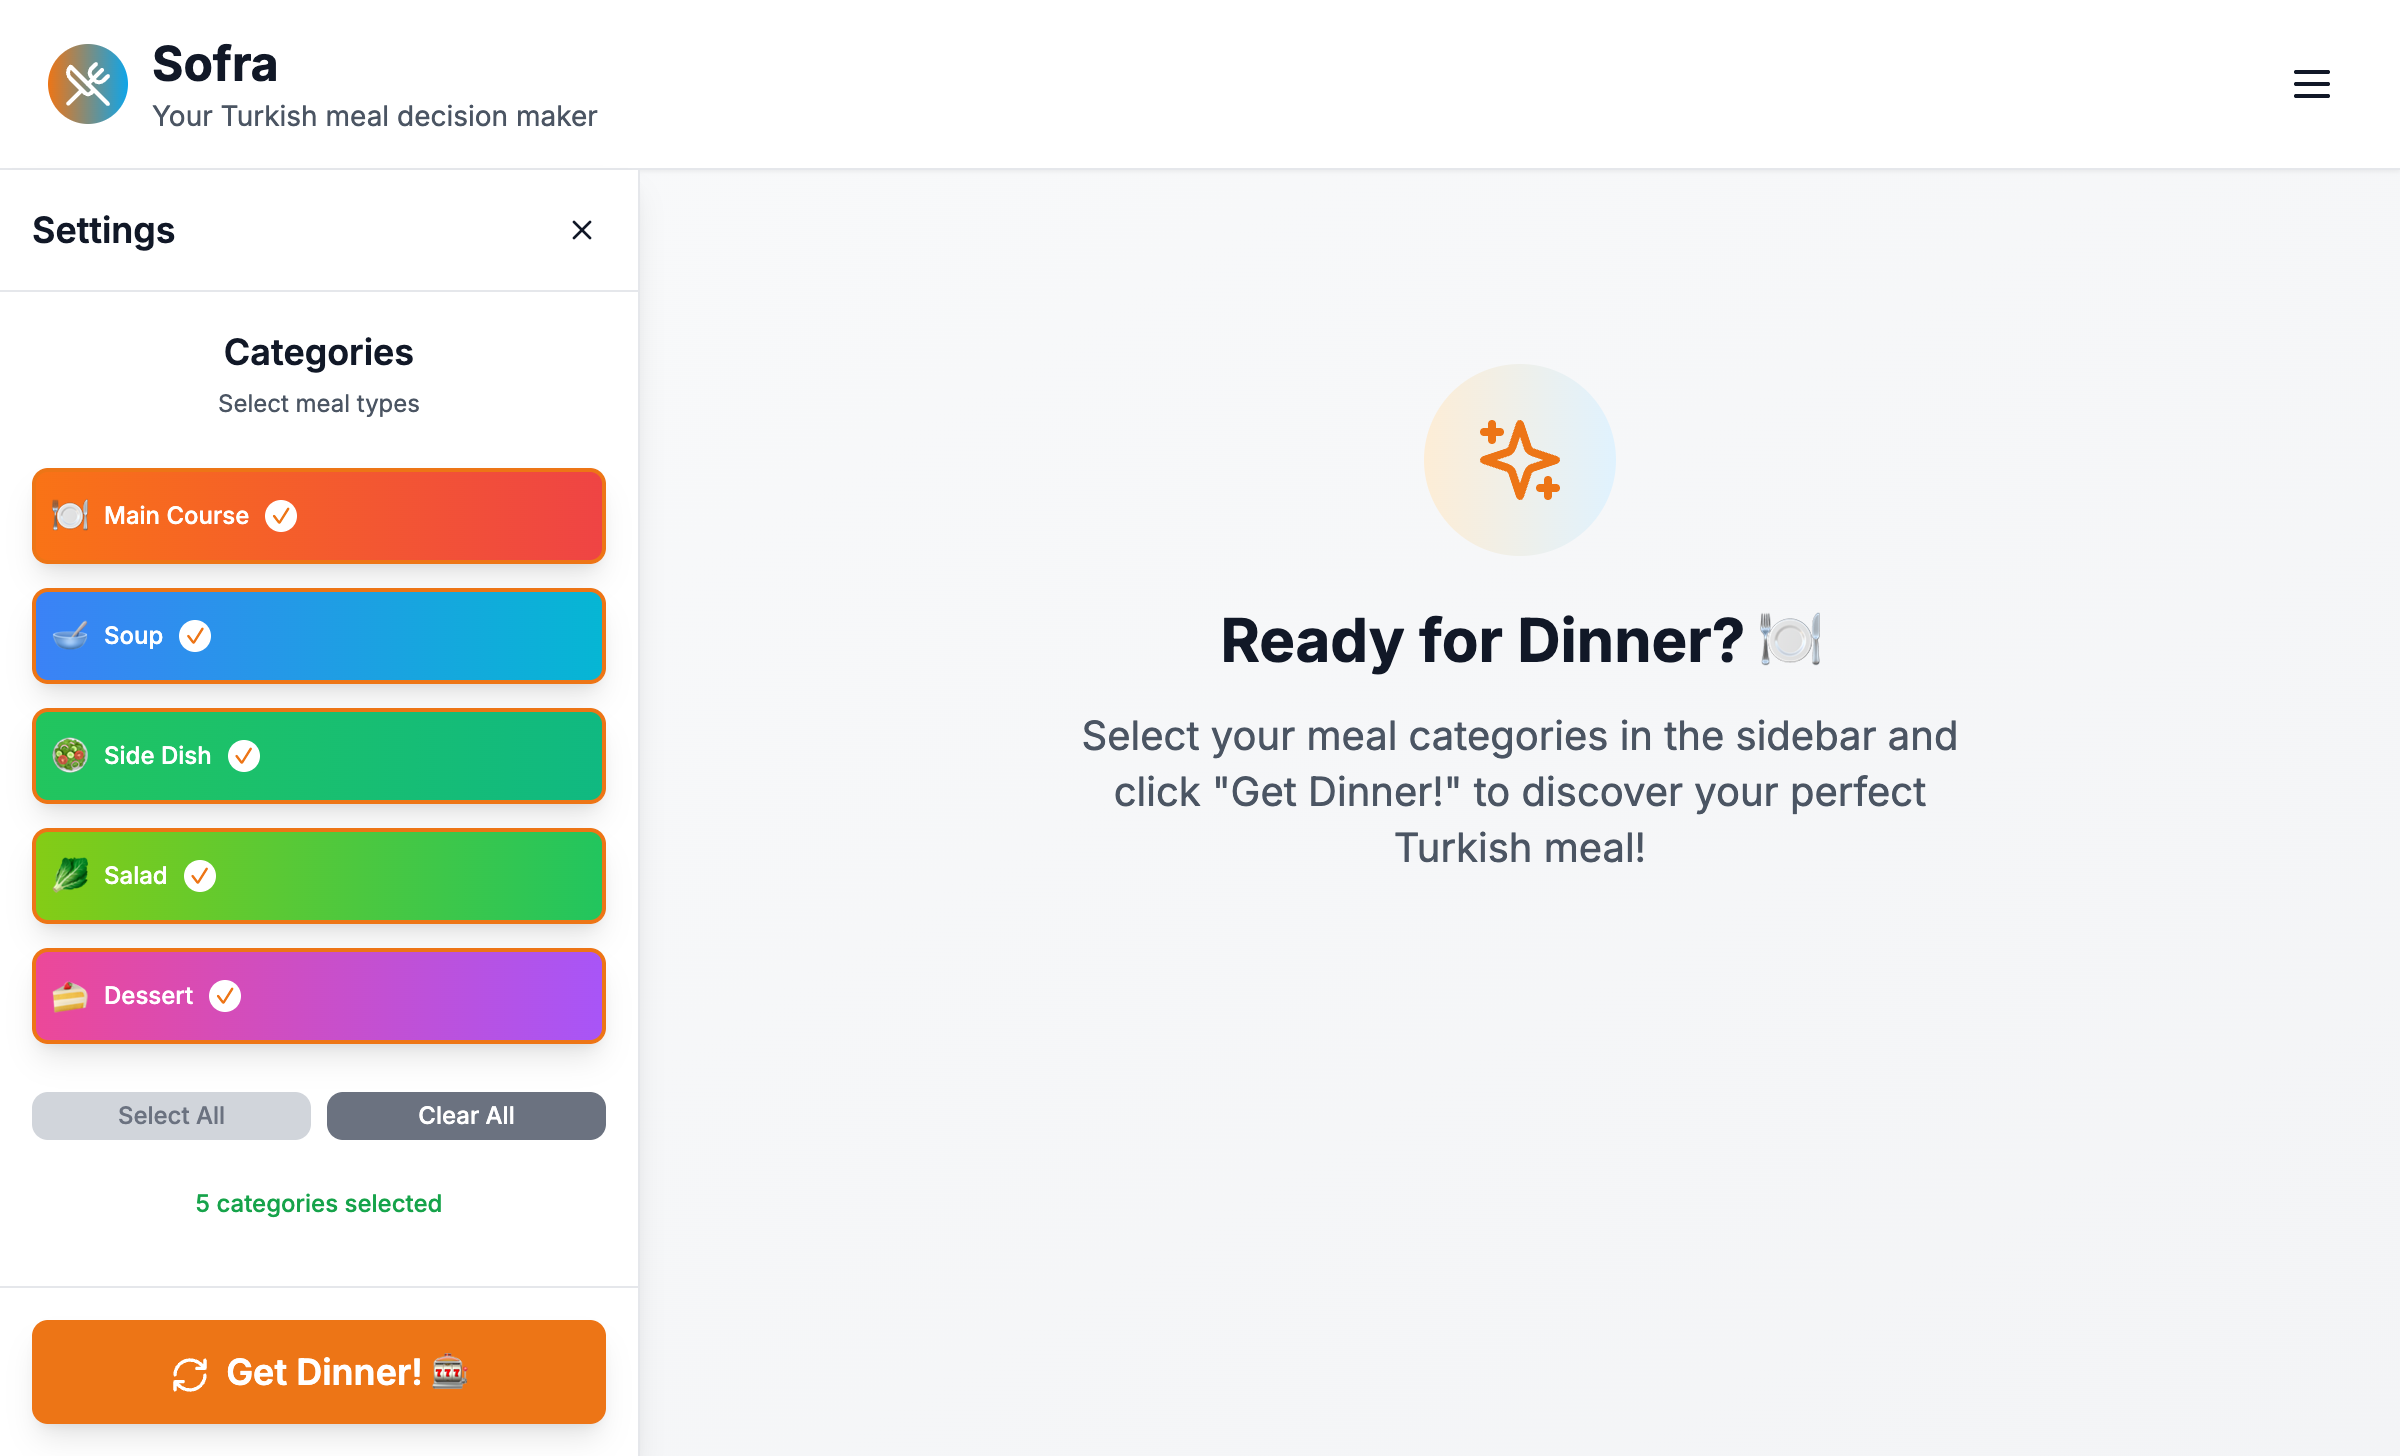 Sofra
Your Turkish meal decision maker
Settings
Categories
Select meal types
Main Course
Soup
Side Dish
Salad
Dessert
Select All
Clear All
5 categories selected
Get Dinner! 🎰
Ready for Dinner? 🍽️
Select your meal categories in the sidebar and
click "Get Dinner!" to discover your perfect
Turkish meal!